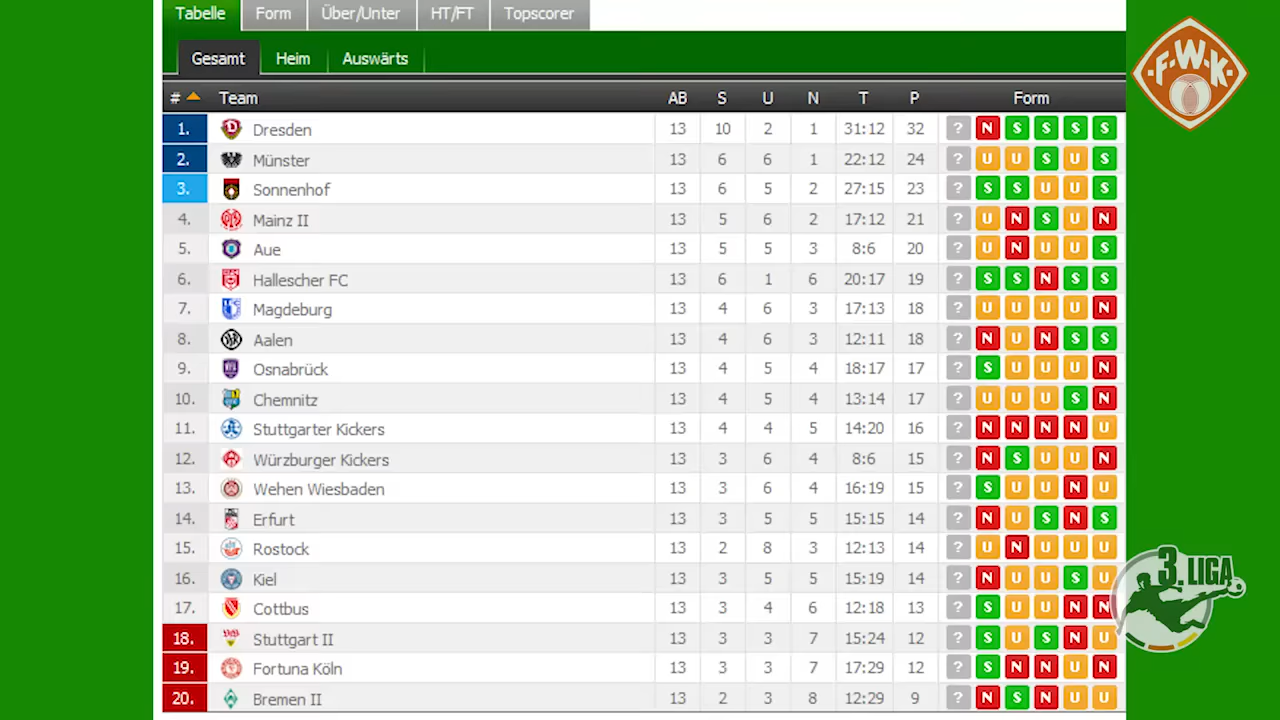 Tabelle Form Über/Unter HT/FT Topscorer
Gesamt Heim Auswärts
# Team AB S U N T P Form
1. Dresden 13 10 2 1 31:12 32 ? N S S S S
2. Münster 13 6 6 1 22:12 24 ? U U S U S
3. Sonnenhof 13 6 5 2 27:15 23 ? S S U U S
4. Mainz II 13 5 6 2 17:12 21 ? U N S U N
5. Aue 13 5 5 3 8:6 20 ? U N U U S
6. Hallescher FC 13 6 1 6 20:17 19 ? S S N S S
7. Magdeburg 13 4 6 3 17:13 18 ? U U U U N
8. Aalen 13 4 6 3 12:11 18 ? N U N S S
9. Osnabrück 13 4 5 4 18:17 17 ? S U U U N
10. Chemnitz 13 4 5 4 13:14 17 ? U U U S N
11. Stuttgarter Kickers 13 4 4 5 14:20 16 ? N N N N U
12. Würzburger Kickers 13 3 6 4 8:6 15 ? N S U U N
13. Wehen Wiesbaden 13 3 6 4 16:19 15 ? S U U N U
14. Erfurt 13 3 5 5 15:15 14 ? N U S N S
15. Rostock 13 2 8 3 12:13 14 ? U N U U U
16. Kiel 13 3 5 5 15:19 14 ? N U U S U
17. Cottbus 13 3 4 6 12:18 13 ? S U U N N
18. Stuttgart II 13 3 3 7 15:24 12 ? U S S N U
19. Fortuna Köln 13 3 3 7 17:29 12 ? S N N U N
20. Bremen II 13 2 3 8 12:29 9 ? N S N U U
F·W·K
3. LIGA